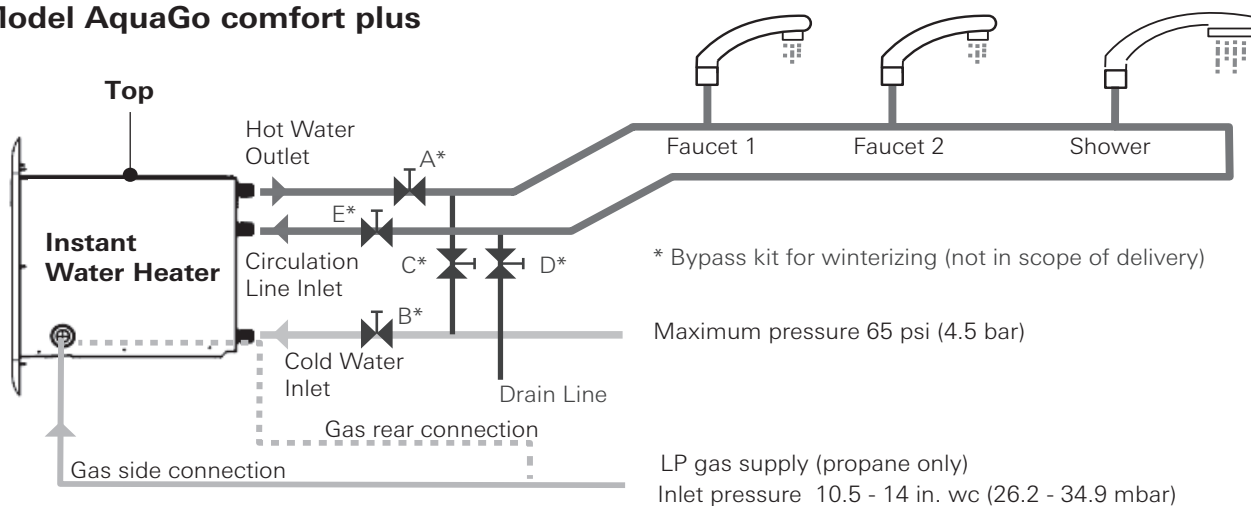 AquaGo comfort plus
Top
Hot Water
Outlet
A*
Faucet 1
Faucet 2
Shower
E*
Instant
Water Heater
Circulation
Line Inlet
C*
D*
* Bypass kit for winterizing (not in scope of delivery)
B*
Maximum pressure 65 psi (4.5 bar)
Cold Water
Inlet
Drain Line
Gas rear connection
Gas side connection
LP gas supply (propane only)
Inlet pressure 10.5 - 14 in. wc (26.2 - 34.9 mbar)